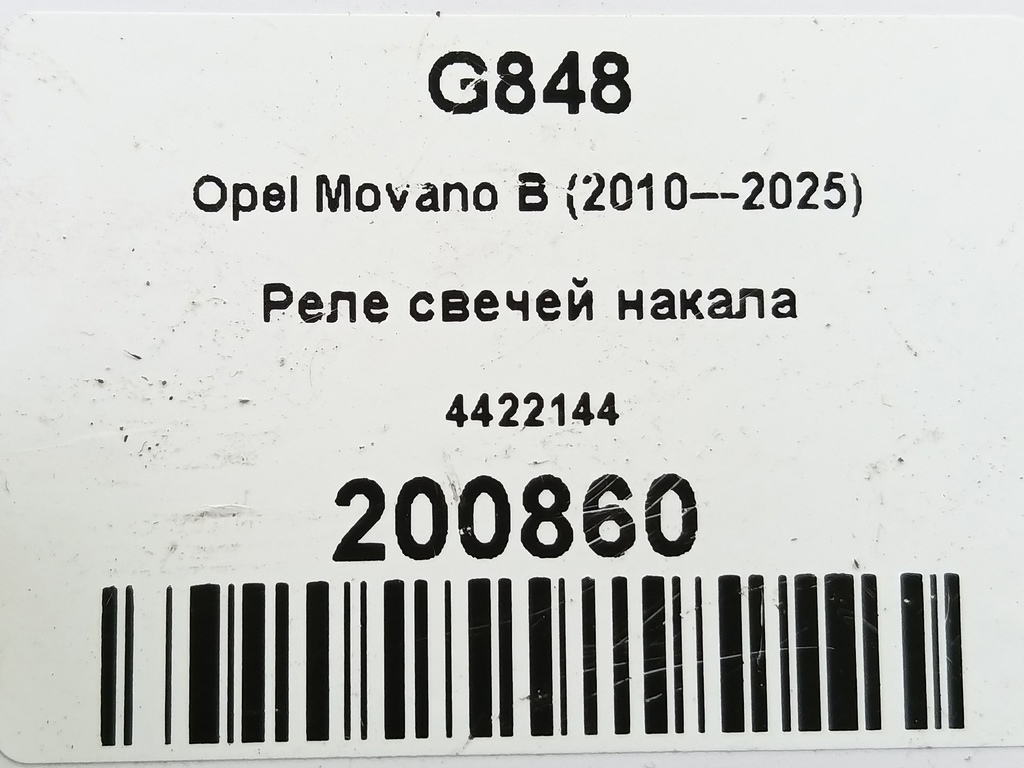 G848
Opel Movano B (2010—-2025)
Реле свечей накала
4422144
200860